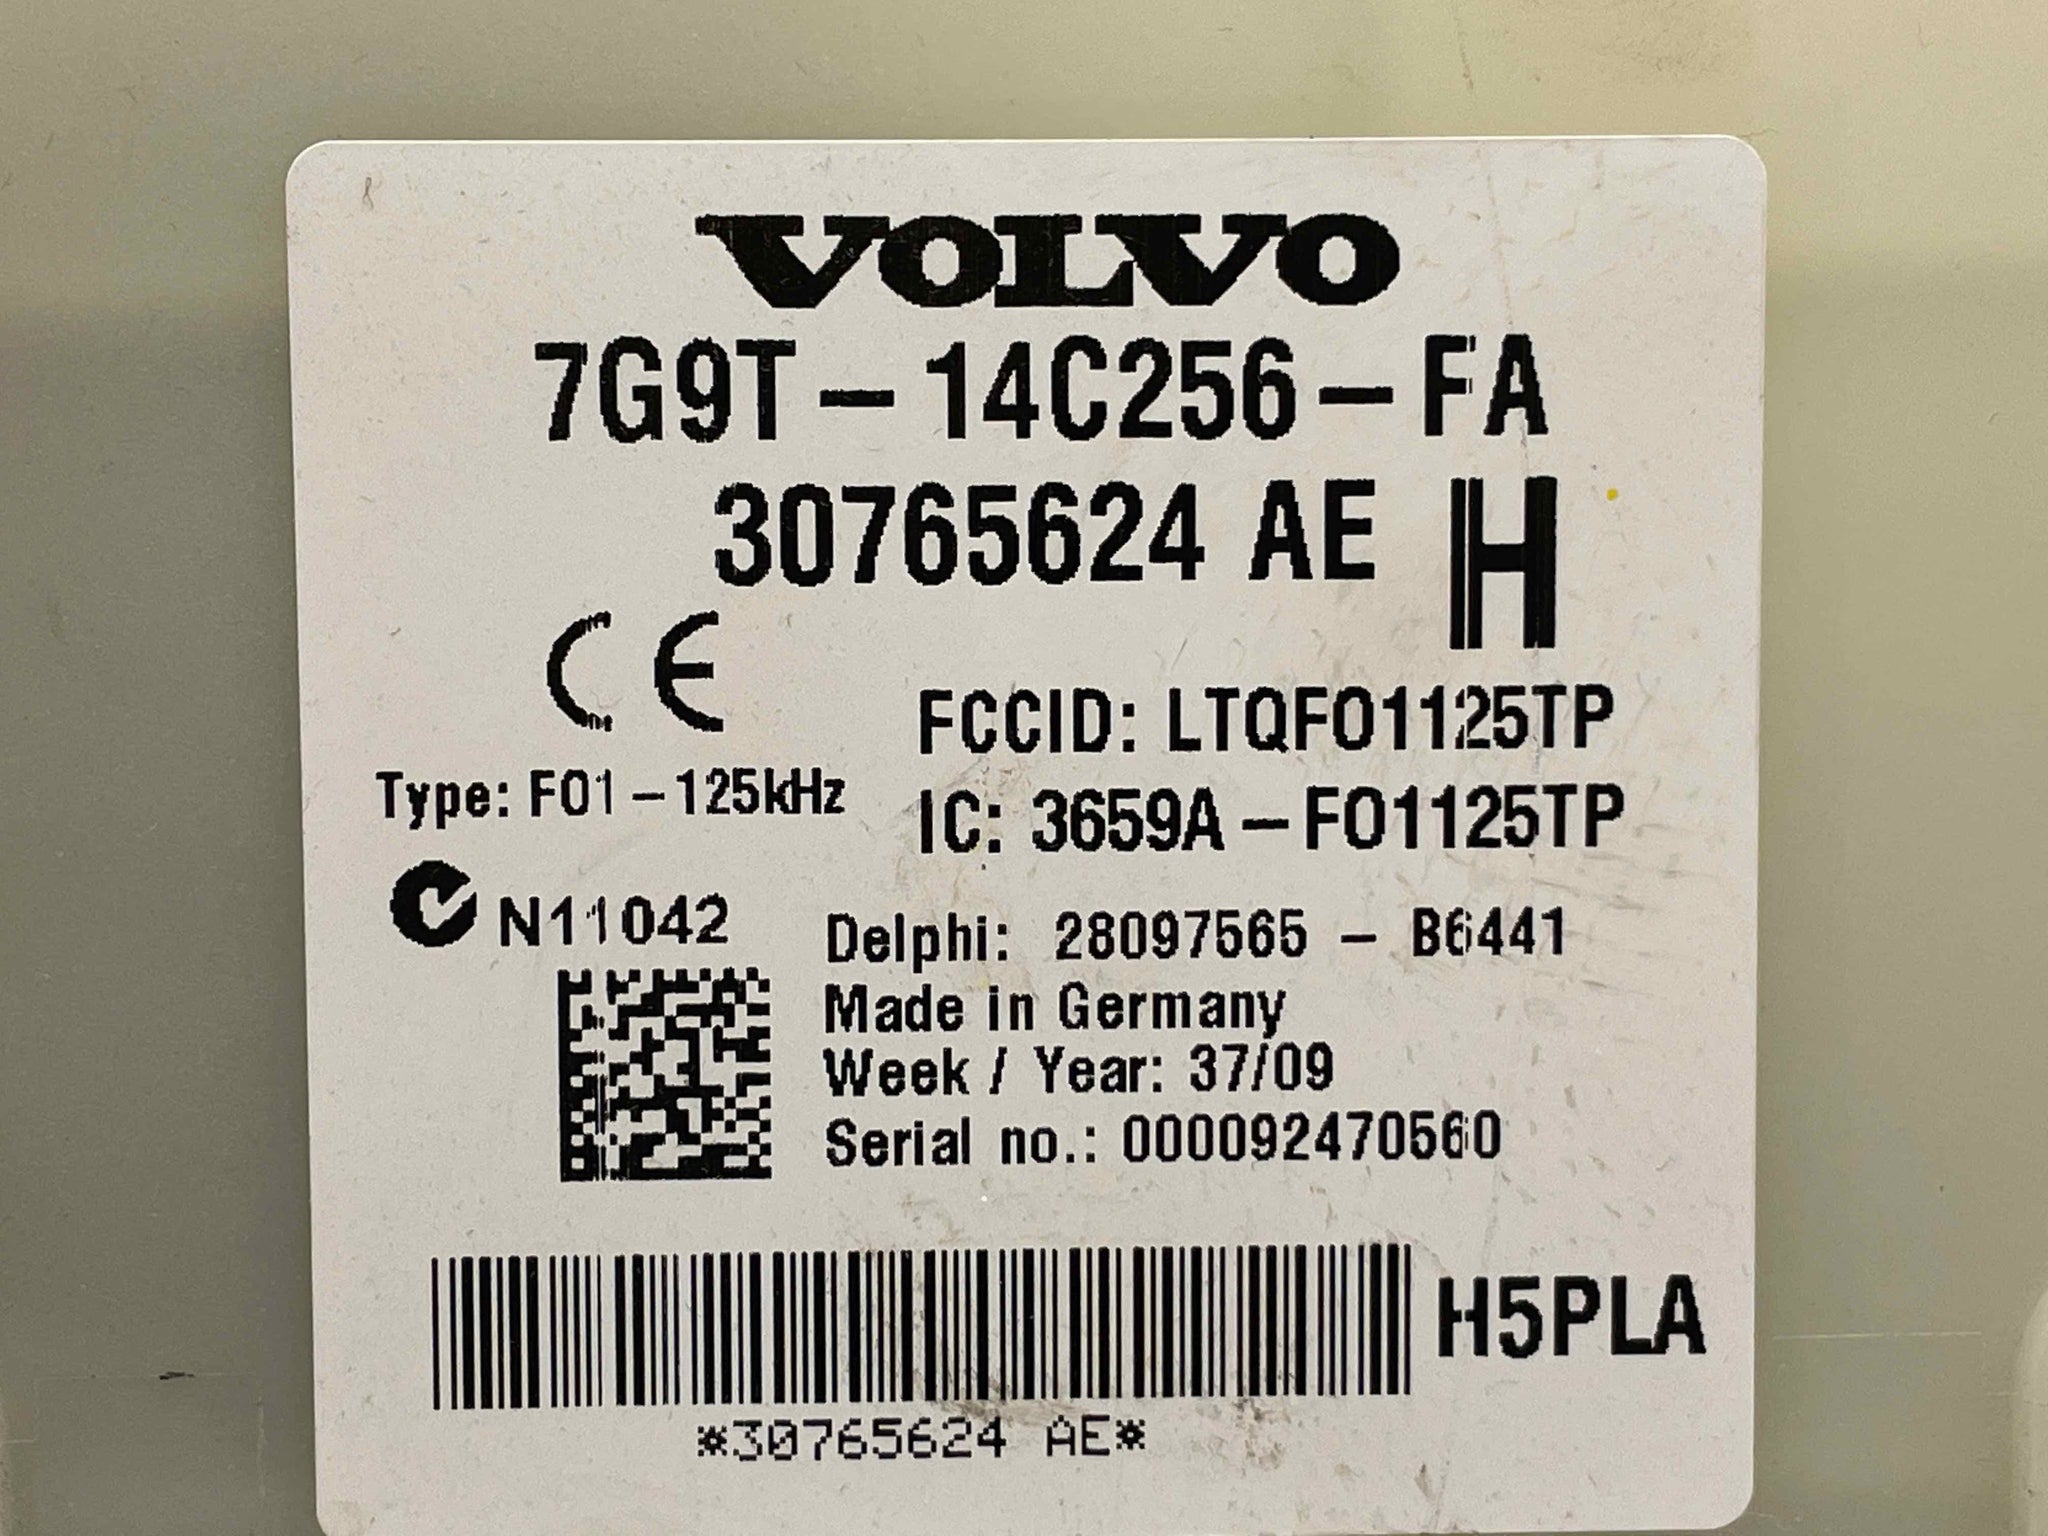 VOLVO
7G9T-14C256-FA
30765624 AE H
CE
FCCID: LTQFO1125TP
Type: FO1-125kHz
IC: 3659A-FO1125TP
N11042
Delphi: 28097565 - B6441
Made in Germany
Week / Year: 37/09
Serial no.: 000092470560
H5PLA
*30765624 AE*